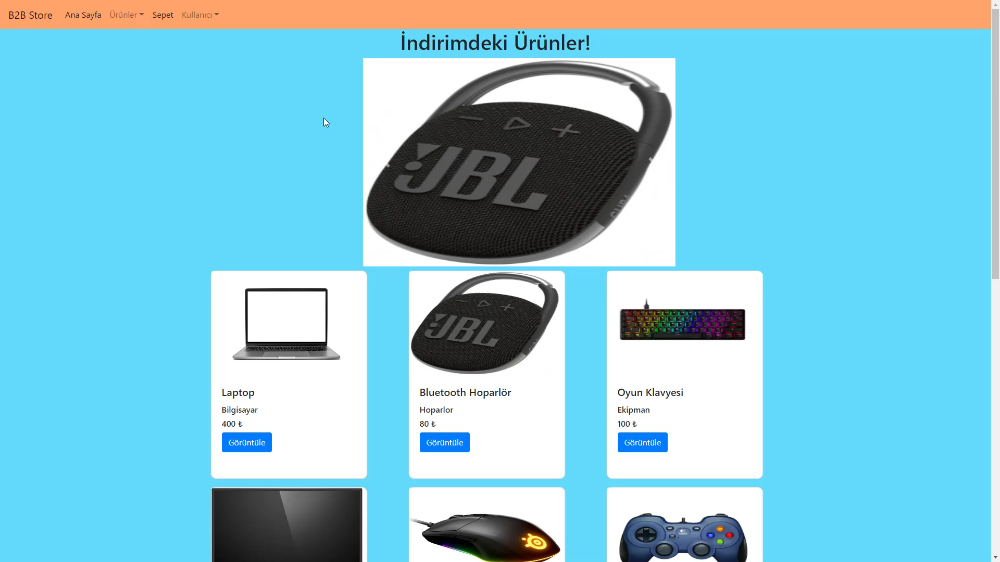 B2B Store Ana Sayfa Ürünler Sepet Kullanıcı
İndirimdeki Ürünler!
JBL
JBL
Laptop
Bilgisayar
400 ₺
Görüntüle
Bluetooth Hoparlör
Hoparlor
80 ₺
Görüntüle
Oyun Klavyesi
Ekipman
100 ₺
Görüntüle